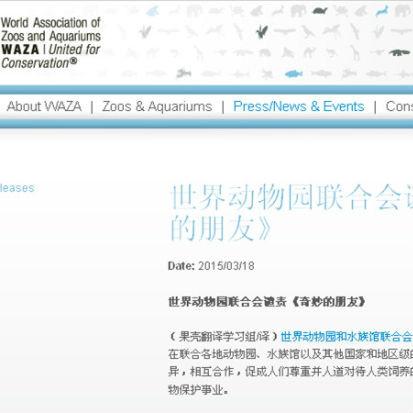 World Association of
Zoos and Aquariums
WAZA | United for
Conservation®
About WAZA | Zoos & Aquariums | Press/News & Events | Cons
leases
世界动物园联合会谴
的朋友》
Date: 2015/03/18
世界动物园联合会谴责《奇妙的朋友》
（果壳翻译学习组/译）世界动物园和水族馆联合会
在联合各地动物园、水族馆以及其他国家和地区级的
异，相互合作，促成人们尊重并人道对待人类饲养的
物保护事业。